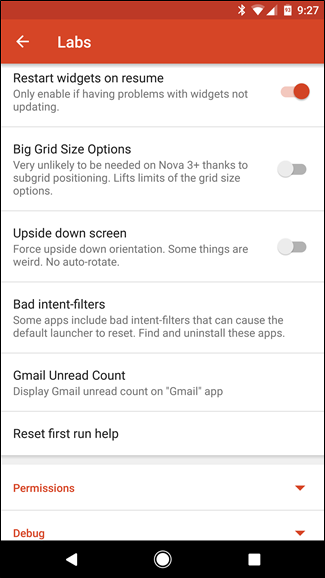 9:27
Labs
Restart widgets on resume
Only enable if having problems with widgets not
updating.
Big Grid Size Options
Very unlikely to be needed on Nova 3+ thanks to
subgrid positioning. Lifts limits of the grid size
options.
Upside down screen
Force upside down orientation. Some things are
weird. No auto-rotate.
Bad intent-filters
Some apps include bad intent-filters that can cause the
default launcher to reset. Find and uninstall these apps.
Gmail Unread Count
Display Gmail unread count on "Gmail" app
Reset first run help
Permissions
Debug